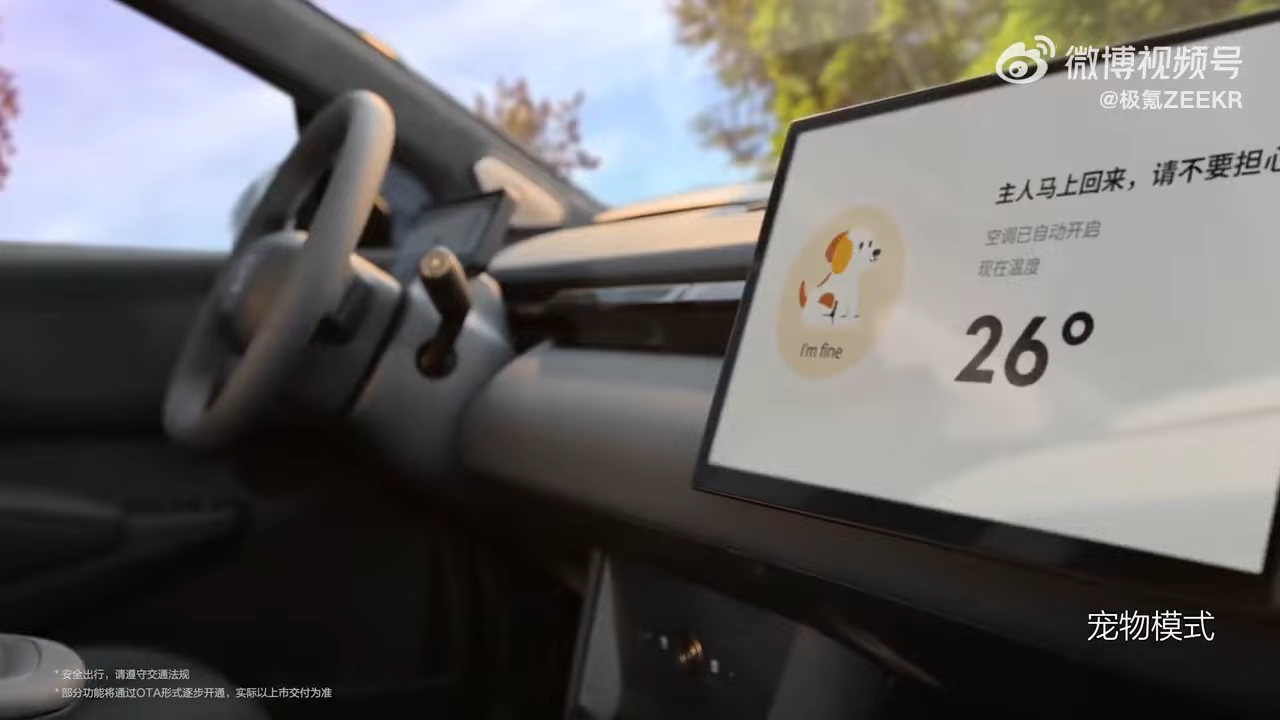 微博视频号
@极氪ZEEKR
主人马上回来，请不要担心
空调已自动开启
现在温度
26°
I'm fine
宠物模式
* 安全出行，请遵守交通法规
* 部分功能将通过OTA形式逐步开通，实际以上市交付为准